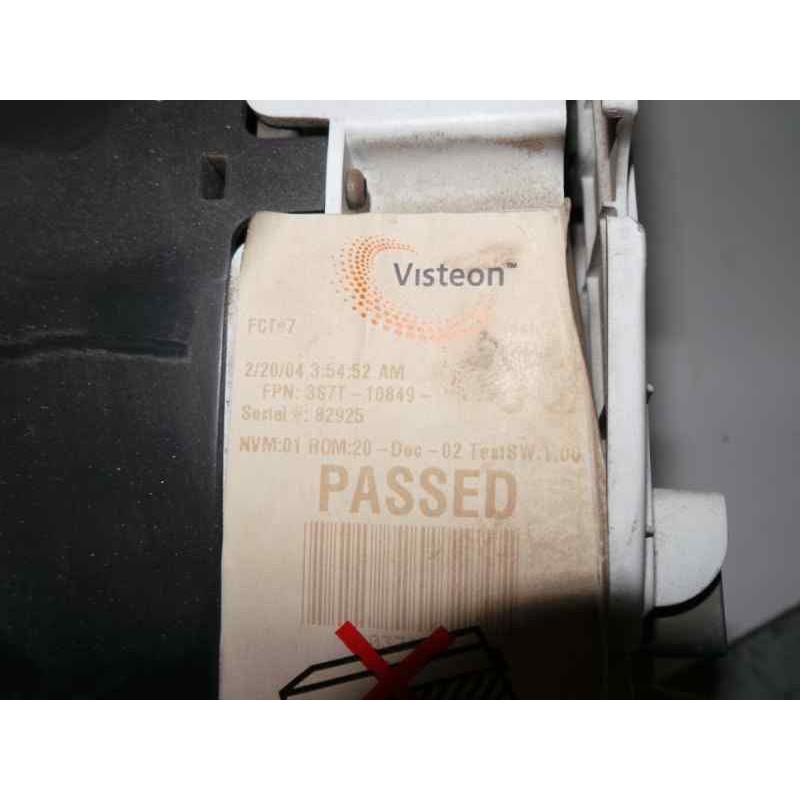 Visteon™
FCT#7
2/20/04 3:54:52 AM
FPN: 3S7T-10849-
Serial #: 82925
NVM:01 ROM:20-Dec-02 TestSW:1.00
PASSED